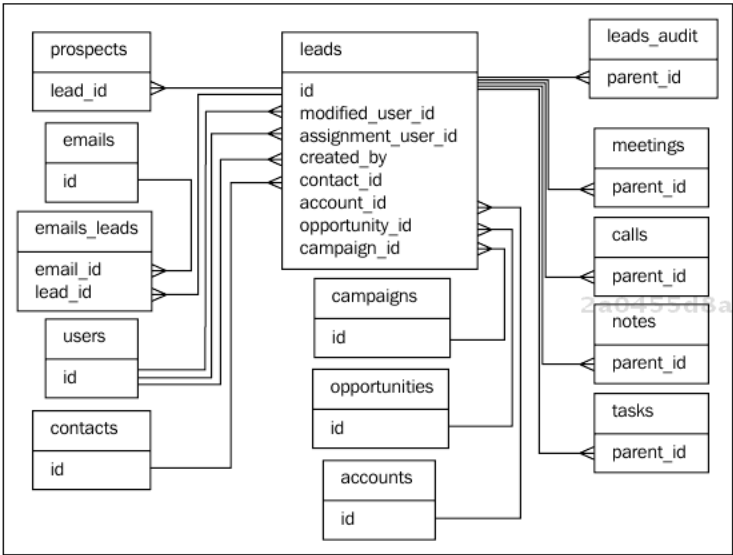 prospects
lead_id
emails
id
emails_leads
email_id
lead_id
users
id
contacts
id
leads
id
modified_user_id
assignment_user_id
created_by
contact_id
account_id
opportunity_id
campaign_id
campaigns
id
opportunities
id
accounts
id
leads_audit
parent_id
meetings
parent_id
calls
parent_id
2a0455d8a
notes
parent_id
tasks
parent_id